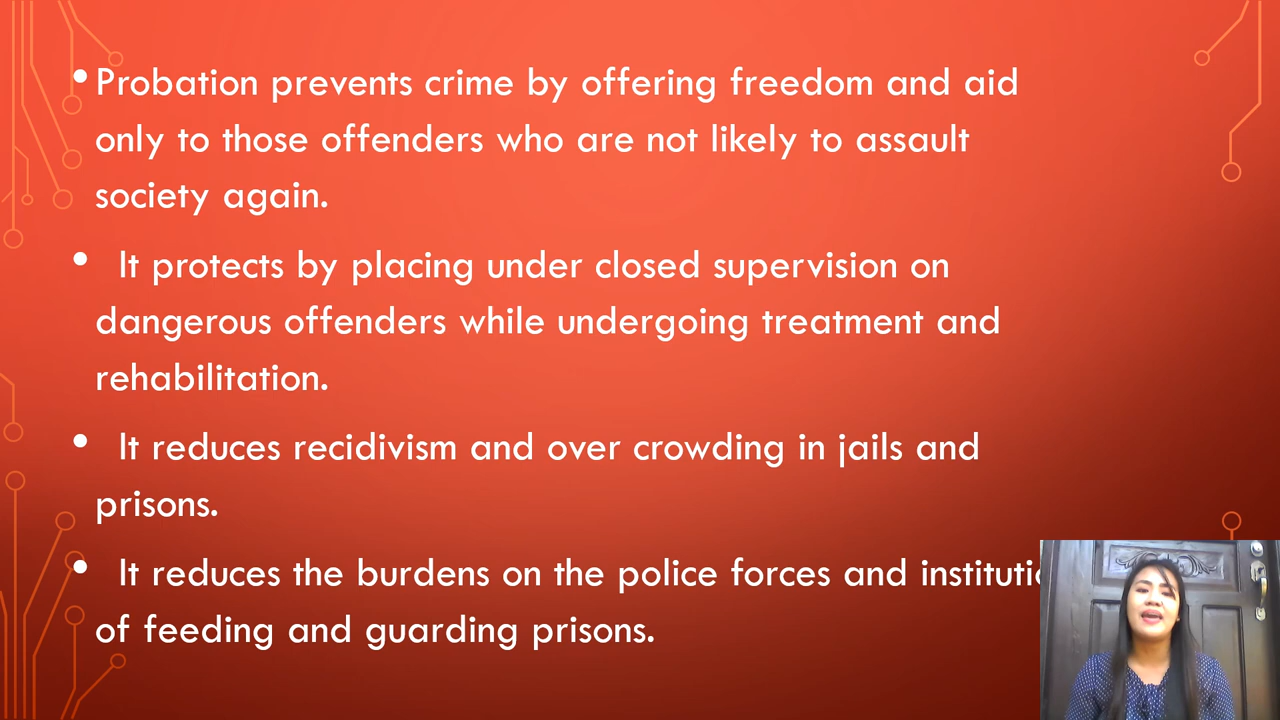 • Probation prevents crime by offering freedom and aid
only to those offenders who are not likely to assault
society again.
• It protects by placing under closed supervision on
dangerous offenders while undergoing treatment and
rehabilitation.
• It reduces recidivism and over crowding in jails and
prisons.
• It reduces the burdens on the police forces and
of feeding and guarding prisons.